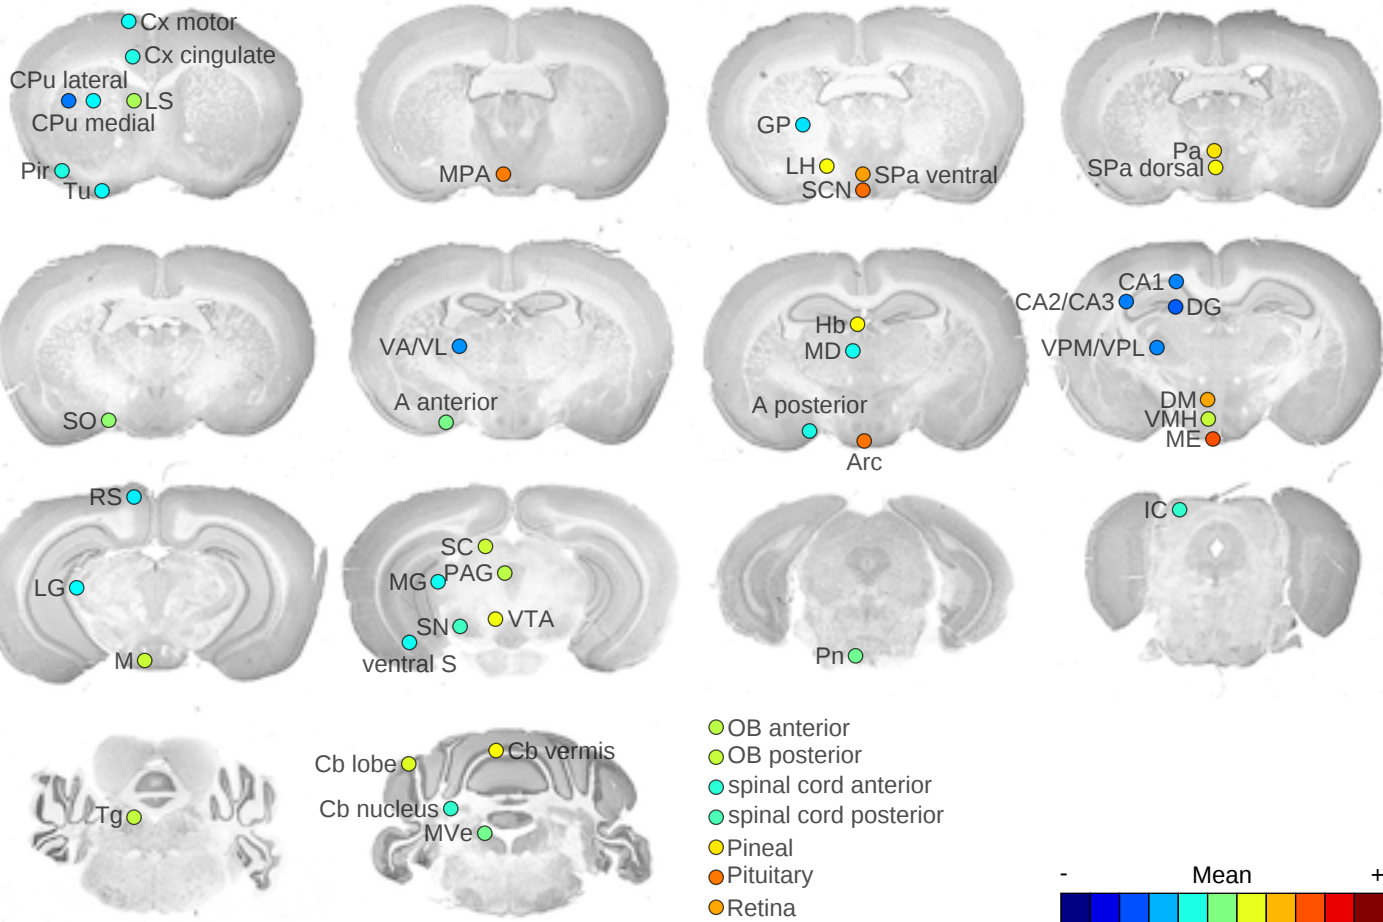 Cx motor
Cx cingulate
CPu lateral
LS
CPu medial
Pir
Tu
MPA
GP
LH
SPa ventral
SCN
Pa
SPa dorsal
SO
VA/VL
A anterior
Hb
MD
A posterior
Arc
CA1
CA2/CA3
DG
VPM/VPL
DM
VMH
ME
RS
LG
M
SC
PAG
MG
VTA
SN
ventral S
Pn
IC
Tg
Cb vermis
Cb lobe
Cb nucleus
MVe
OB anterior
OB posterior
spinal cord anterior
spinal cord posterior
Pineal
Pituitary
Retina
- Mean +